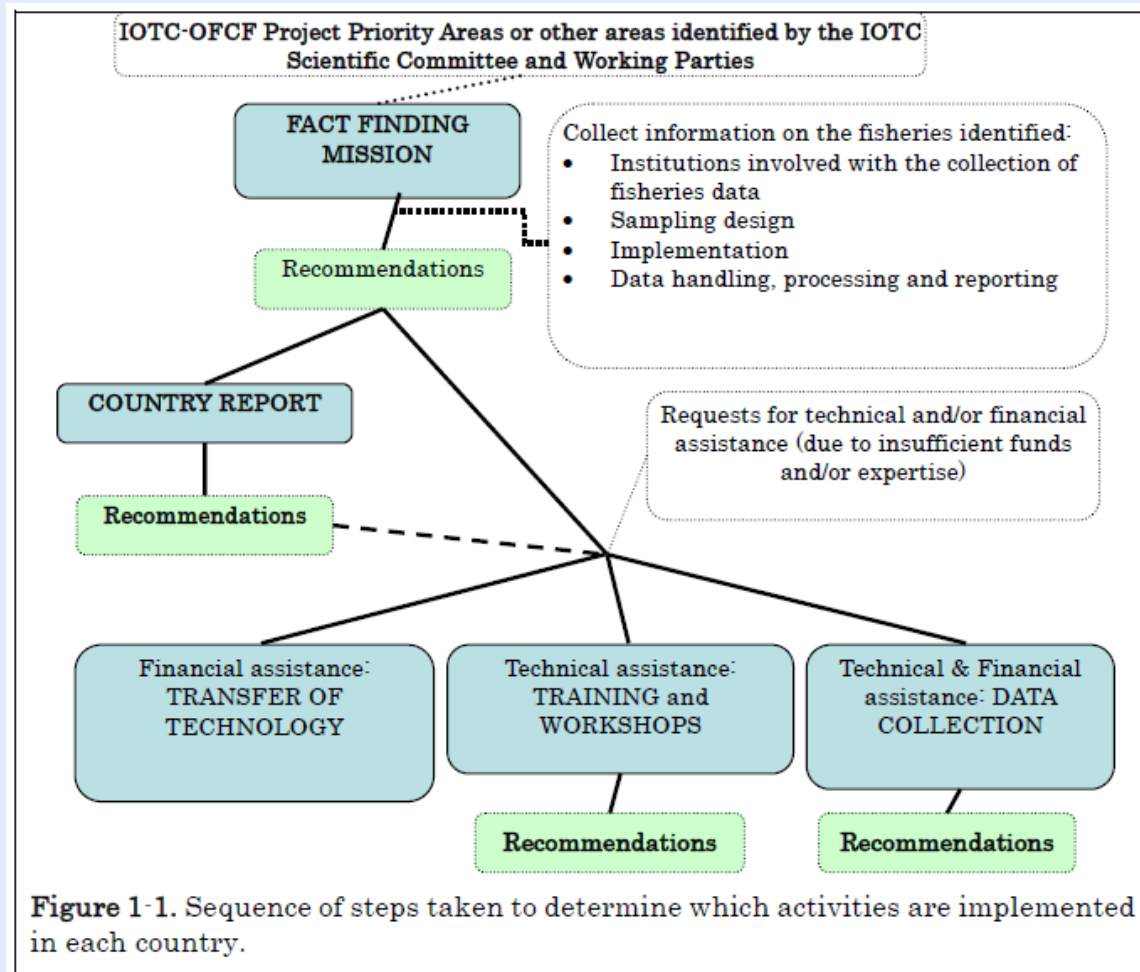 IOTC-OFCF Project Priority Areas or other areas identified by the IOTC
Scientific Committee and Working Parties
FACT FINDING
MISSION
Collect information on the fisheries identified:
• Institutions involved with the collection of
fisheries data
• Sampling design
• Implementation
• Data handling, processing and reporting
Recommendations
COUNTRY REPORT
Requests for technical and/or financial
assistance (due to insufficient funds
and/or expertise)
Recommendations
Financial assistance:
TRANSFER OF
TECHNOLOGY
Technical assistance:
TRAINING and
WORKSHOPS
Technical & Financial
assistance: DATA
COLLECTION
Recommendations
Recommendations
Figure 1-1. Sequence of steps taken to determine which activities are implemented
in each country.